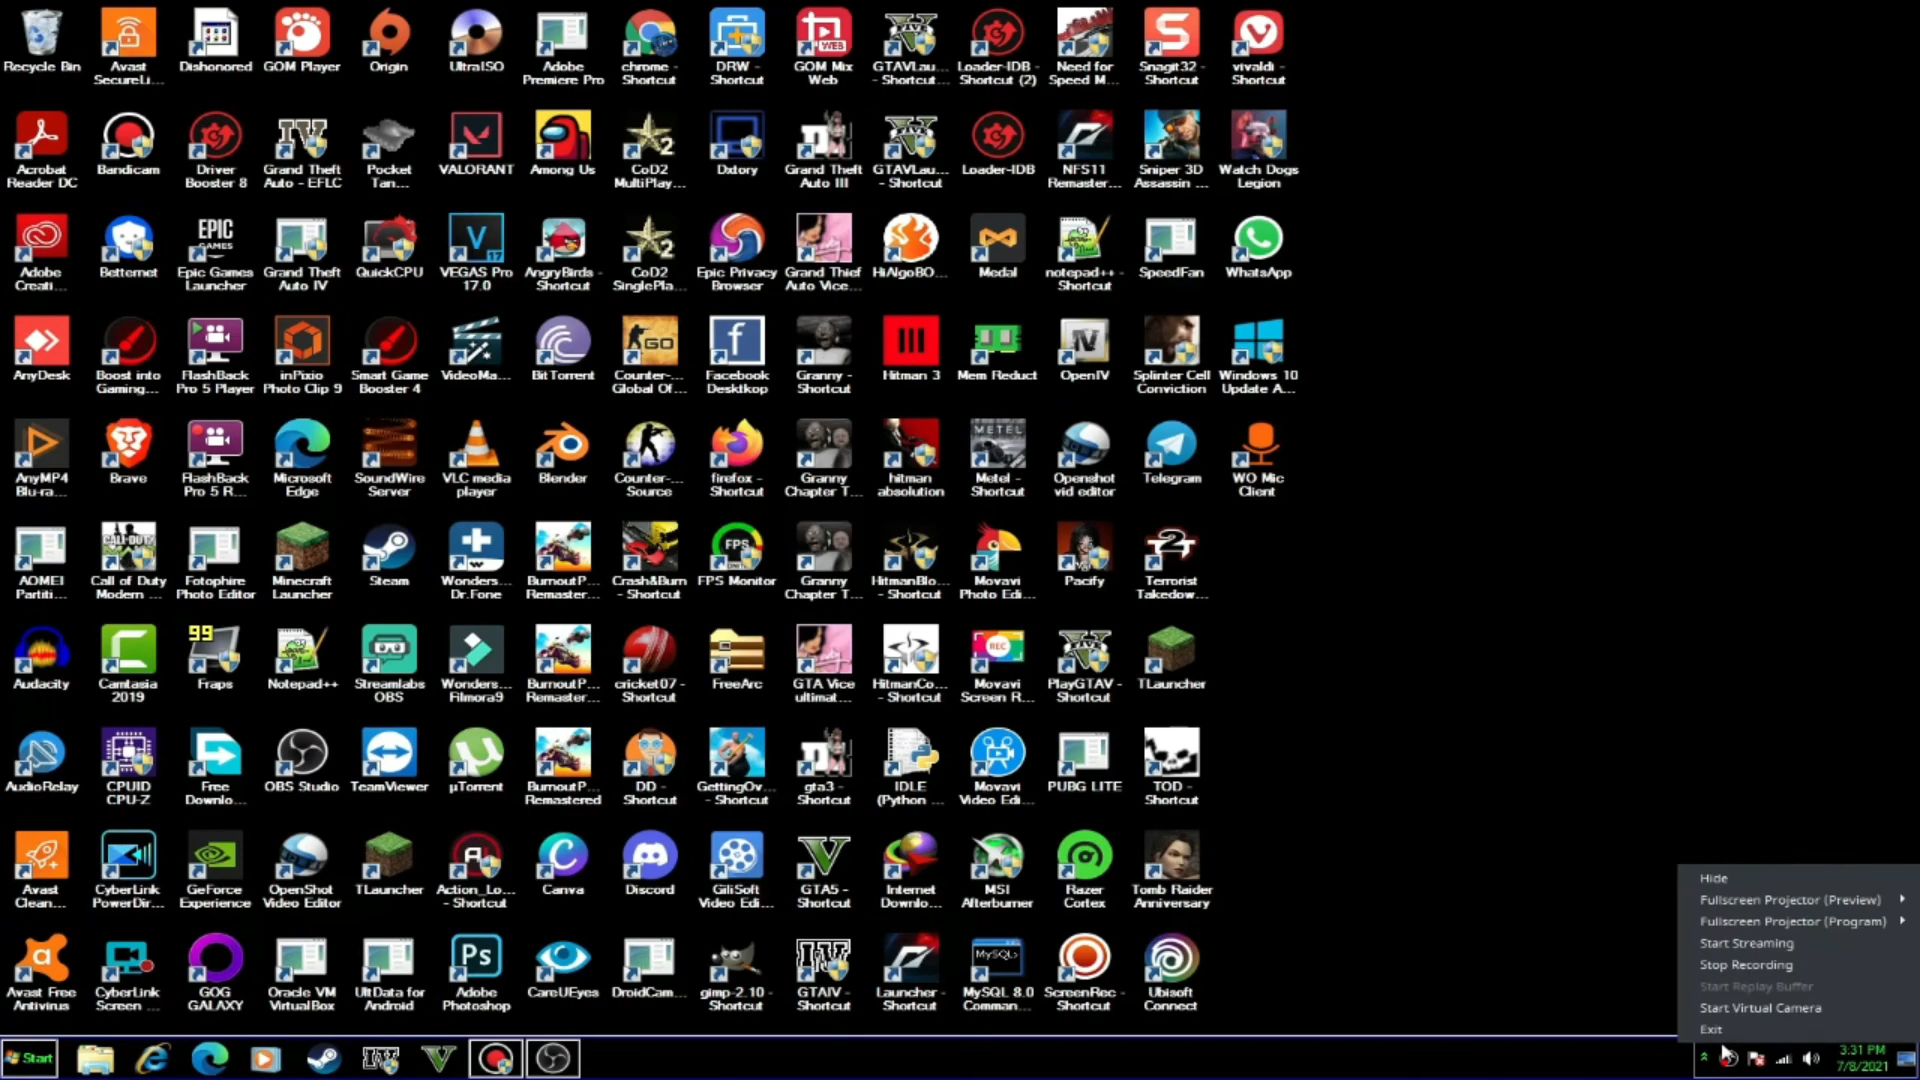 Recycle Bin
Avast
SecureLi...
Dishonored
GOM Player
Origin
UltraISO
Adobe
Premiere Pro
chrome -
Shortcut
DRW -
Shortcut
GOM Mix
Web
GTAVLau...
- Shortcut...
Loader-IDB -
Shortcut (2)
Need for
Speed M...
Snagit32 -
Shortcut
vivaldi -
Shortcut
Acrobat
Reader DC
Bandicam
Driver
Booster 8
Grand Theft
Auto - EFLC
Pocket
Tan...
VALORANT
Among Us
CoD2
MultiPlay...
Dxtory
Grand Theft
Auto III
GTAVLau...
- Shortcut
Loader-IDB
NFS11
Remaster...
Sniper 3D
Assassin ...
Watch Dogs
Legion
Adobe
Creati...
Betternet
Epic Games
Launcher
Grand Theft
Auto IV
QuickCPU
VEGAS Pro
17.0
AngryBirds -
Shortcut
CoD2
SinglePla...
Epic Privacy
Browser
Grand Thief
Auto Vice...
HiAlgoBO...
Medal
notepad++ -
Shortcut
SpeedFan
WhatsApp
AnyDesk
Boost into
Gaming...
FlashBack
Pro 5 Player
inPixio
Photo Clip 9
Smart Game
Booster 4
VideoMa...
BitTorrent
Counter-...
Global Of...
Facebook
Desktkop
Granny -
Shortcut
Hitman 3
Mem Reduct
OpenIV
Splinter Cell
Conviction
Windows 10
Update A...
AnyMP4
Blu-ra...
Brave
FlashBack
Pro 5 R...
Microsoft
Edge
SoundWire
Server
VLC media
player
Blender
Counter-...
Source
firefox -
Shortcut
Granny
Chapter T...
hitman
absolution
Metel -
Shortcut
Openshot
vid editor
Telegram
WO Mic
Client
AOMEI
Partiti...
Call of Duty
Modern ...
Fotophire
Photo Editor
Minecraft
Launcher
Steam
Wonders...
Dr.Fone
BurnoutP...
Remaster...
Crash&Burn
- Shortcut
FPS Monitor
Granny
Chapter T...
HitmanBlo...
- Shortcut
Movavi
Photo Edi...
Pacify
Terrorist
Takedow...
Audacity
Camtasia
2019
Fraps
Notepad++
Streamlabs
OBS
Wonders...
Filmora9
BurnoutP...
Remaster...
cricket07 -
Shortcut
FreeArc
GTA Vice
ultimat...
HitmanCo...
- Shortcut
Movavi
Screen R...
PlayGTAV -
Shortcut
TLauncher
AudioRelay
CPUID
CPU-Z
Free
Downlo...
OBS Studio
TeamViewer
µTorrent
BurnoutP...
Remastered
DD -
Shortcut
GettingOv...
- Shortcut
gta3 -
Shortcut
IDLE
(Python ...
Movavi
Video Edi...
PUBG LITE
TOD -
Shortcut
Avast
Clean...
CyberLink
PowerDir...
GeForce
Experience
OpenShot
Video Editor
TLauncher
Action_Lo...
- Shortcut
Canva
Discord
GiliSoft
Video Edi...
GTA5 -
Shortcut
Internet
Downlo...
MSI
Afterburner
Razer
Cortex
Tomb Raider
Anniversary
Avast Free
Antivirus
CyberLink
Screen ...
GOG
GALAXY
Oracle VM
VirtualBox
UltData for
Android
Adobe
Photoshop
CareUEyes
DroidCam...
gimp-2.10 -
Shortcut
GTAIV -
Shortcut
Launcher -
Shortcut
MySQL 8.0
Comman...
ScreenRec -
Shortcut
Ubisoft
Connect
Hide
Fullscreen Projector (Preview)
Fullscreen Projector (Program)
Start Streaming
Stop Recording
Start Replay Buffer
Start Virtual Camera
Exit
Start
3:31 PM
7/8/2021